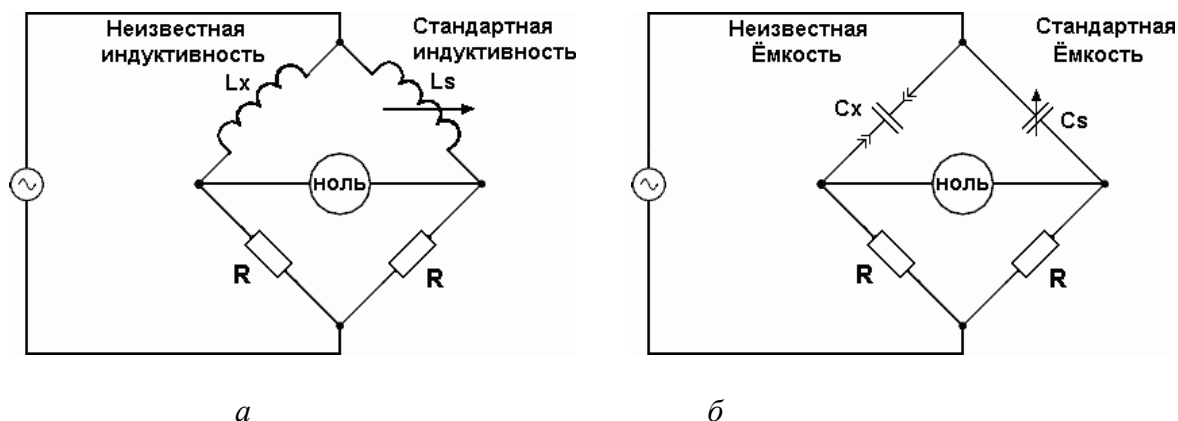 Неизвестная
индуктивность
Стандартная
индуктивность
Lx
Ls
НОЛЬ
R
R
Неизвестная
Ёмкость
Стандартная
Ёмкость
Cx
Cs
НОЛЬ
R
R
а
б